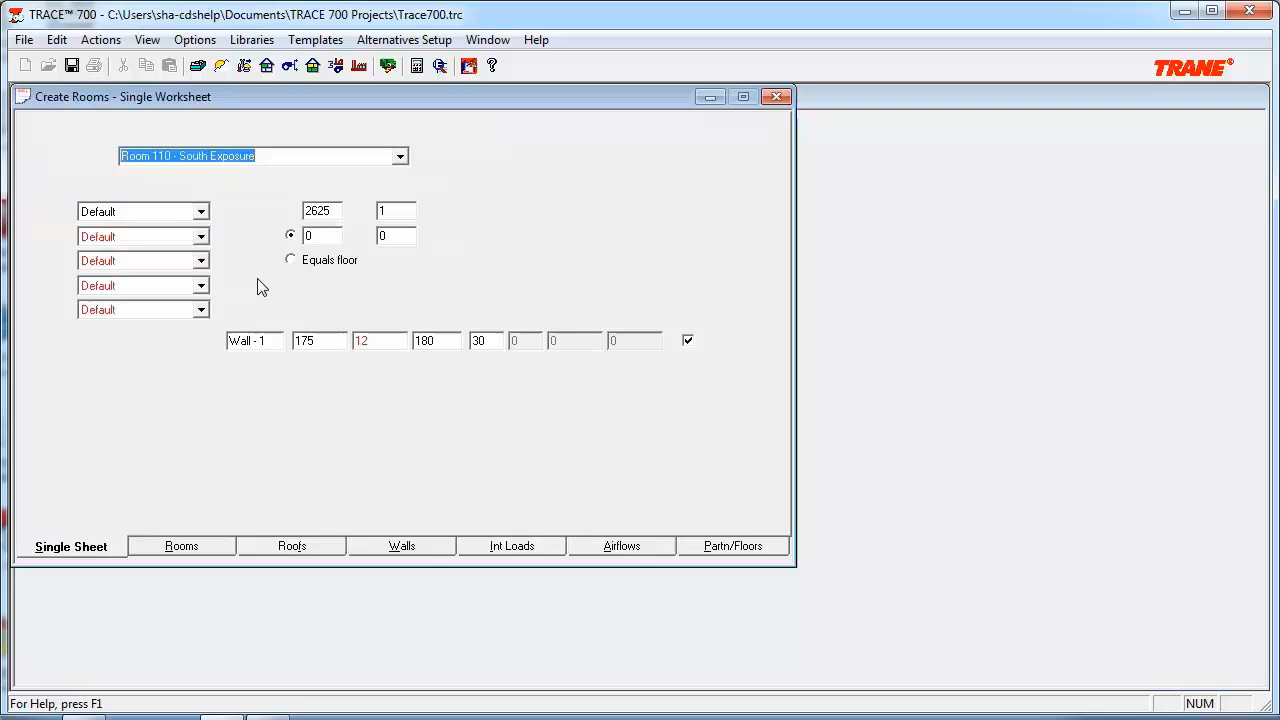 TRACE™ 700 - C:\Users\sha-cdshelp\Documents\TRACE 700 Projects\Trace700.trc
File Edit Actions View Options Libraries Templates Alternatives Setup Window Help
TRANE®
Create Rooms - Single Worksheet
Room 110 - South Exposure
Default 2625 1
Default 0 0
Default Equals floor
Default
Default
Wall - 1 175 12 180 30 0 0 0
Single Sheet Rooms Roofs Walls Int Loads Airflows Partn/Floors
For Help, press F1 NUM